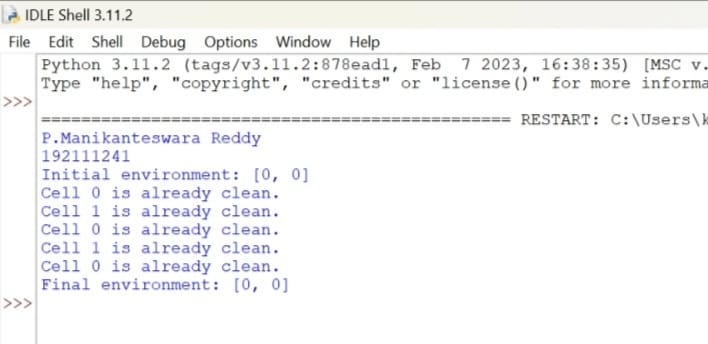 IDLE Shell 3.11.2
File Edit Shell Debug Options Window Help
Python 3.11.2 (tags/v3.11.2:878ead1, Feb  7 2023, 16:38:35) [MSC v.
Type "help", "copyright", "credits" or "license()" for more informa
>>>
================================================ RESTART: C:\Users\k
P.Manikanteswara Reddy
192111241
Initial environment: [0, 0]
Cell 0 is already clean.
Cell 1 is already clean.
Cell 0 is already clean.
Cell 1 is already clean.
Cell 0 is already clean.
Final environment: [0, 0]
>>>